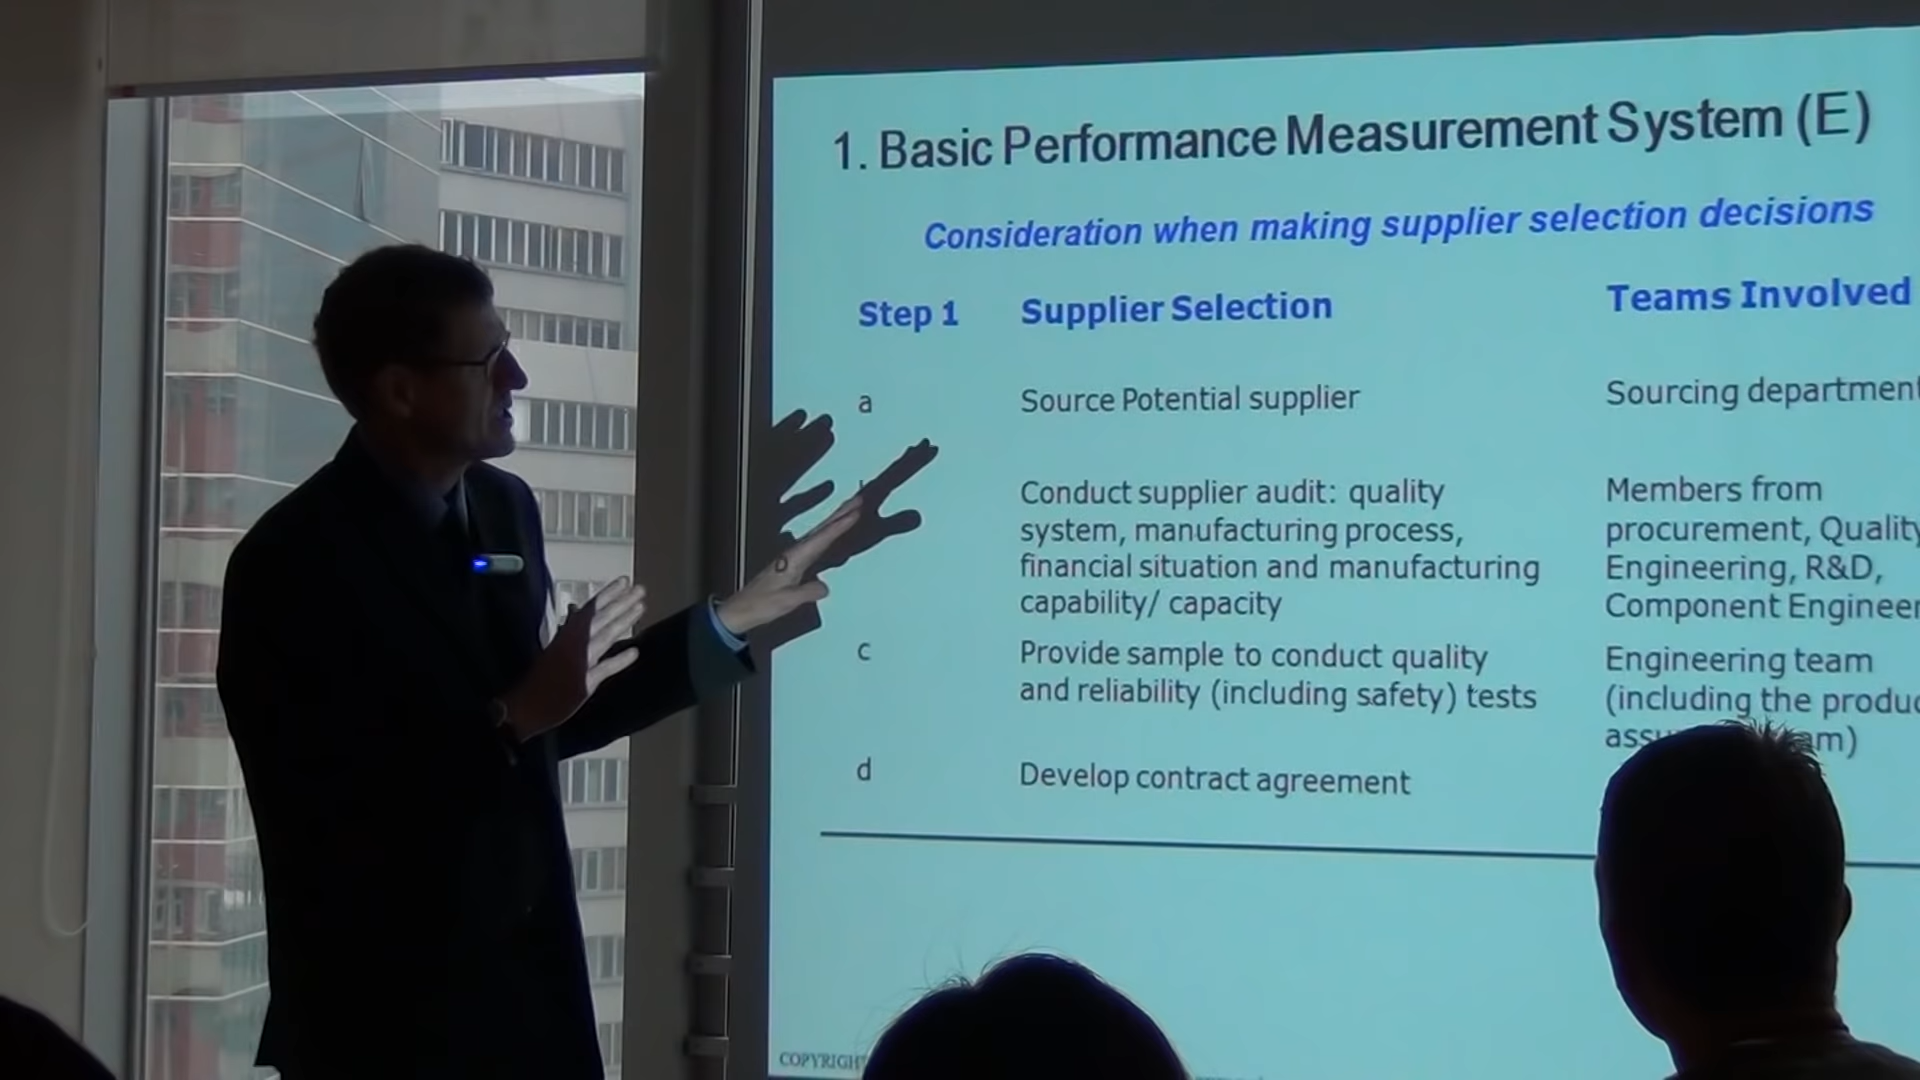 1. Basic Performance Measurement System (E)
Consideration when making supplier selection decisions
Step 1 Supplier Selection Teams Involved
a Source Potential supplier Sourcing department
Conduct supplier audit: quality
system, manufacturing process,
financial situation and manufacturing
capability/ capacity
Members from
procurement, Quality
Engineering, R&D,
Component Engineer
c Provide sample to conduct quality
and reliability (including safety) tests
Engineering team
(including the
d Develop contract agreement